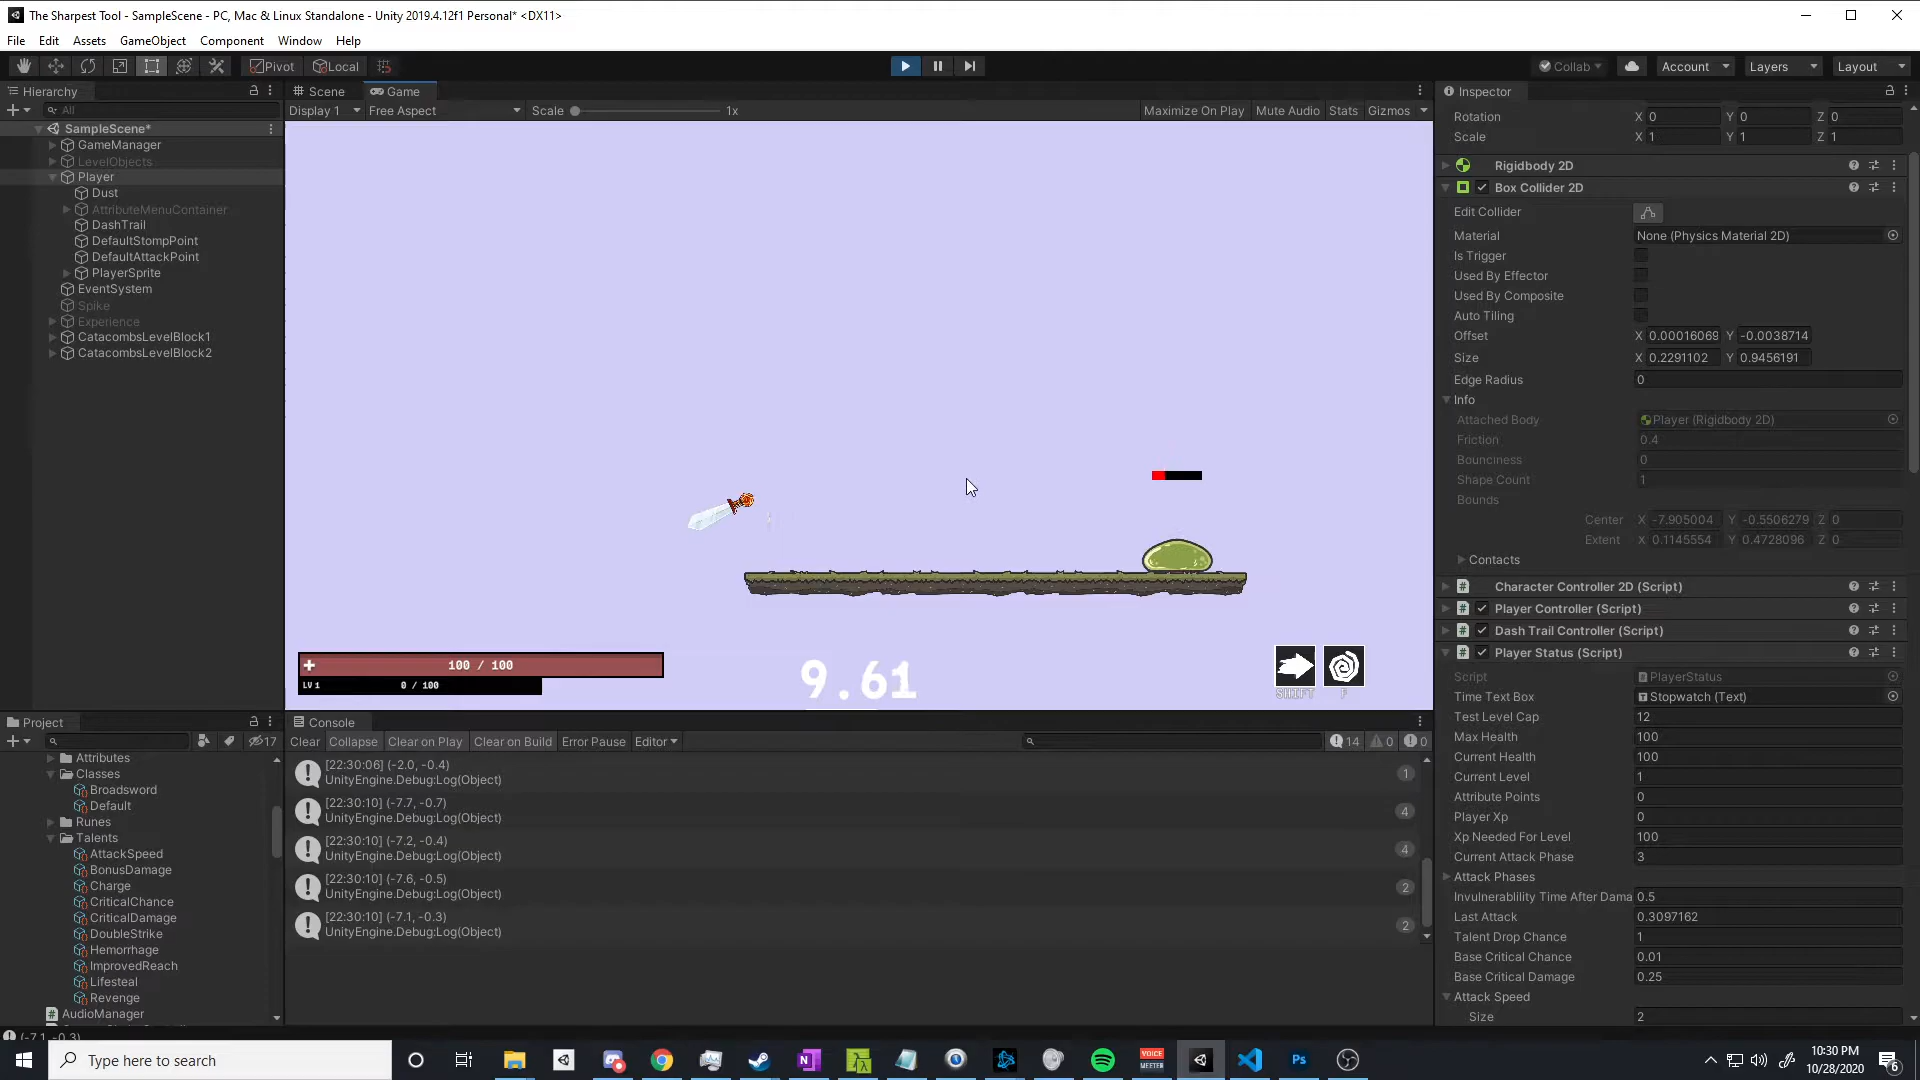 The Sharpest Tool - SampleScene - PC, Mac & Linux Standalone - Unity 2019.4.12f1 Personal* <DX11>
File Edit Assets GameObject Component Window Help
Pivot Local Collab Account Layers Layout
Hierarchy
All
SampleScene*
GameManager
LevelObjects
Player
Dust
AttributeMenuContainer
DashTrail
DefaultStompPoint
DefaultAttackPoint
PlayerSprite
EventSystem
Spike
Experience
CatacombsLevelBlock1
CatacombsLevelBlock2
Scene Game
Display 1 Free Aspect Scale 1x Maximize On Play Mute Audio Stats Gizmos
100 / 100
LV 1 0 / 100
9.61
SHIFT F
Inspector
Rotation X 0 Y 0 Z 0
Scale X 1 Y 1 Z 1
Rigidbody 2D
Box Collider 2D
Edit Collider
Material None (Physics Material 2D)
Is Trigger
Used By Effector
Used By Composite
Auto Tiling
Offset X 0.00016069 Y -0.0038714
Size X 0.2291102 Y 0.9456191
Edge Radius 0
Info
Attached Body Player (Rigidbody 2D)
Friction 0.4
Bounciness 0
Shape Count 1
Bounds
Center X -7.905004 Y -0.5506279 Z 0
Extent X 0.1145554 Y 0.4728096 Z 0
Contacts
Character Controller 2D (Script)
Player Controller (Script)
Dash Trail Controller (Script)
Player Status (Script)
Script PlayerStatus
Time Text Box Stopwatch (Text)
Test Level Cap 12
Max Health 100
Current Health 100
Current Level 1
Attribute Points 0
Player Xp 0
Xp Needed For Level 100
Current Attack Phase 3
Attack Phases
Invulnerablility Time After Dama 0.5
Last Attack 0.3097162
Talent Drop Chance 1
Base Critical Chance 0.01
Base Critical Damage 0.25
Attack Speed
Size 2
Project
17
Attributes
Classes
Broadsword
Default
Runes
Talents
AttackSpeed
BonusDamage
Charge
CriticalChance
CriticalDamage
DoubleStrike
Hemorrhage
ImprovedReach
Lifesteal
Revenge
AudioManager
Console
Clear Collapse Clear on Play Clear on Build Error Pause Editor 14 0 0
[22:30:06] (-2.0, -0.4)
UnityEngine.Debug:Log(Object)
1
[22:30:10] (-7.7, -0.7)
UnityEngine.Debug:Log(Object)
4
[22:30:10] (-7.2, -0.4)
UnityEngine.Debug:Log(Object)
4
[22:30:10] (-7.6, -0.5)
UnityEngine.Debug:Log(Object)
2
[22:30:10] (-7.1, -0.3)
UnityEngine.Debug:Log(Object)
2
(-7.1, -0.3)
Type here to search
VOICE
MEETER
Ps
10:30 PM
10/28/2020
6